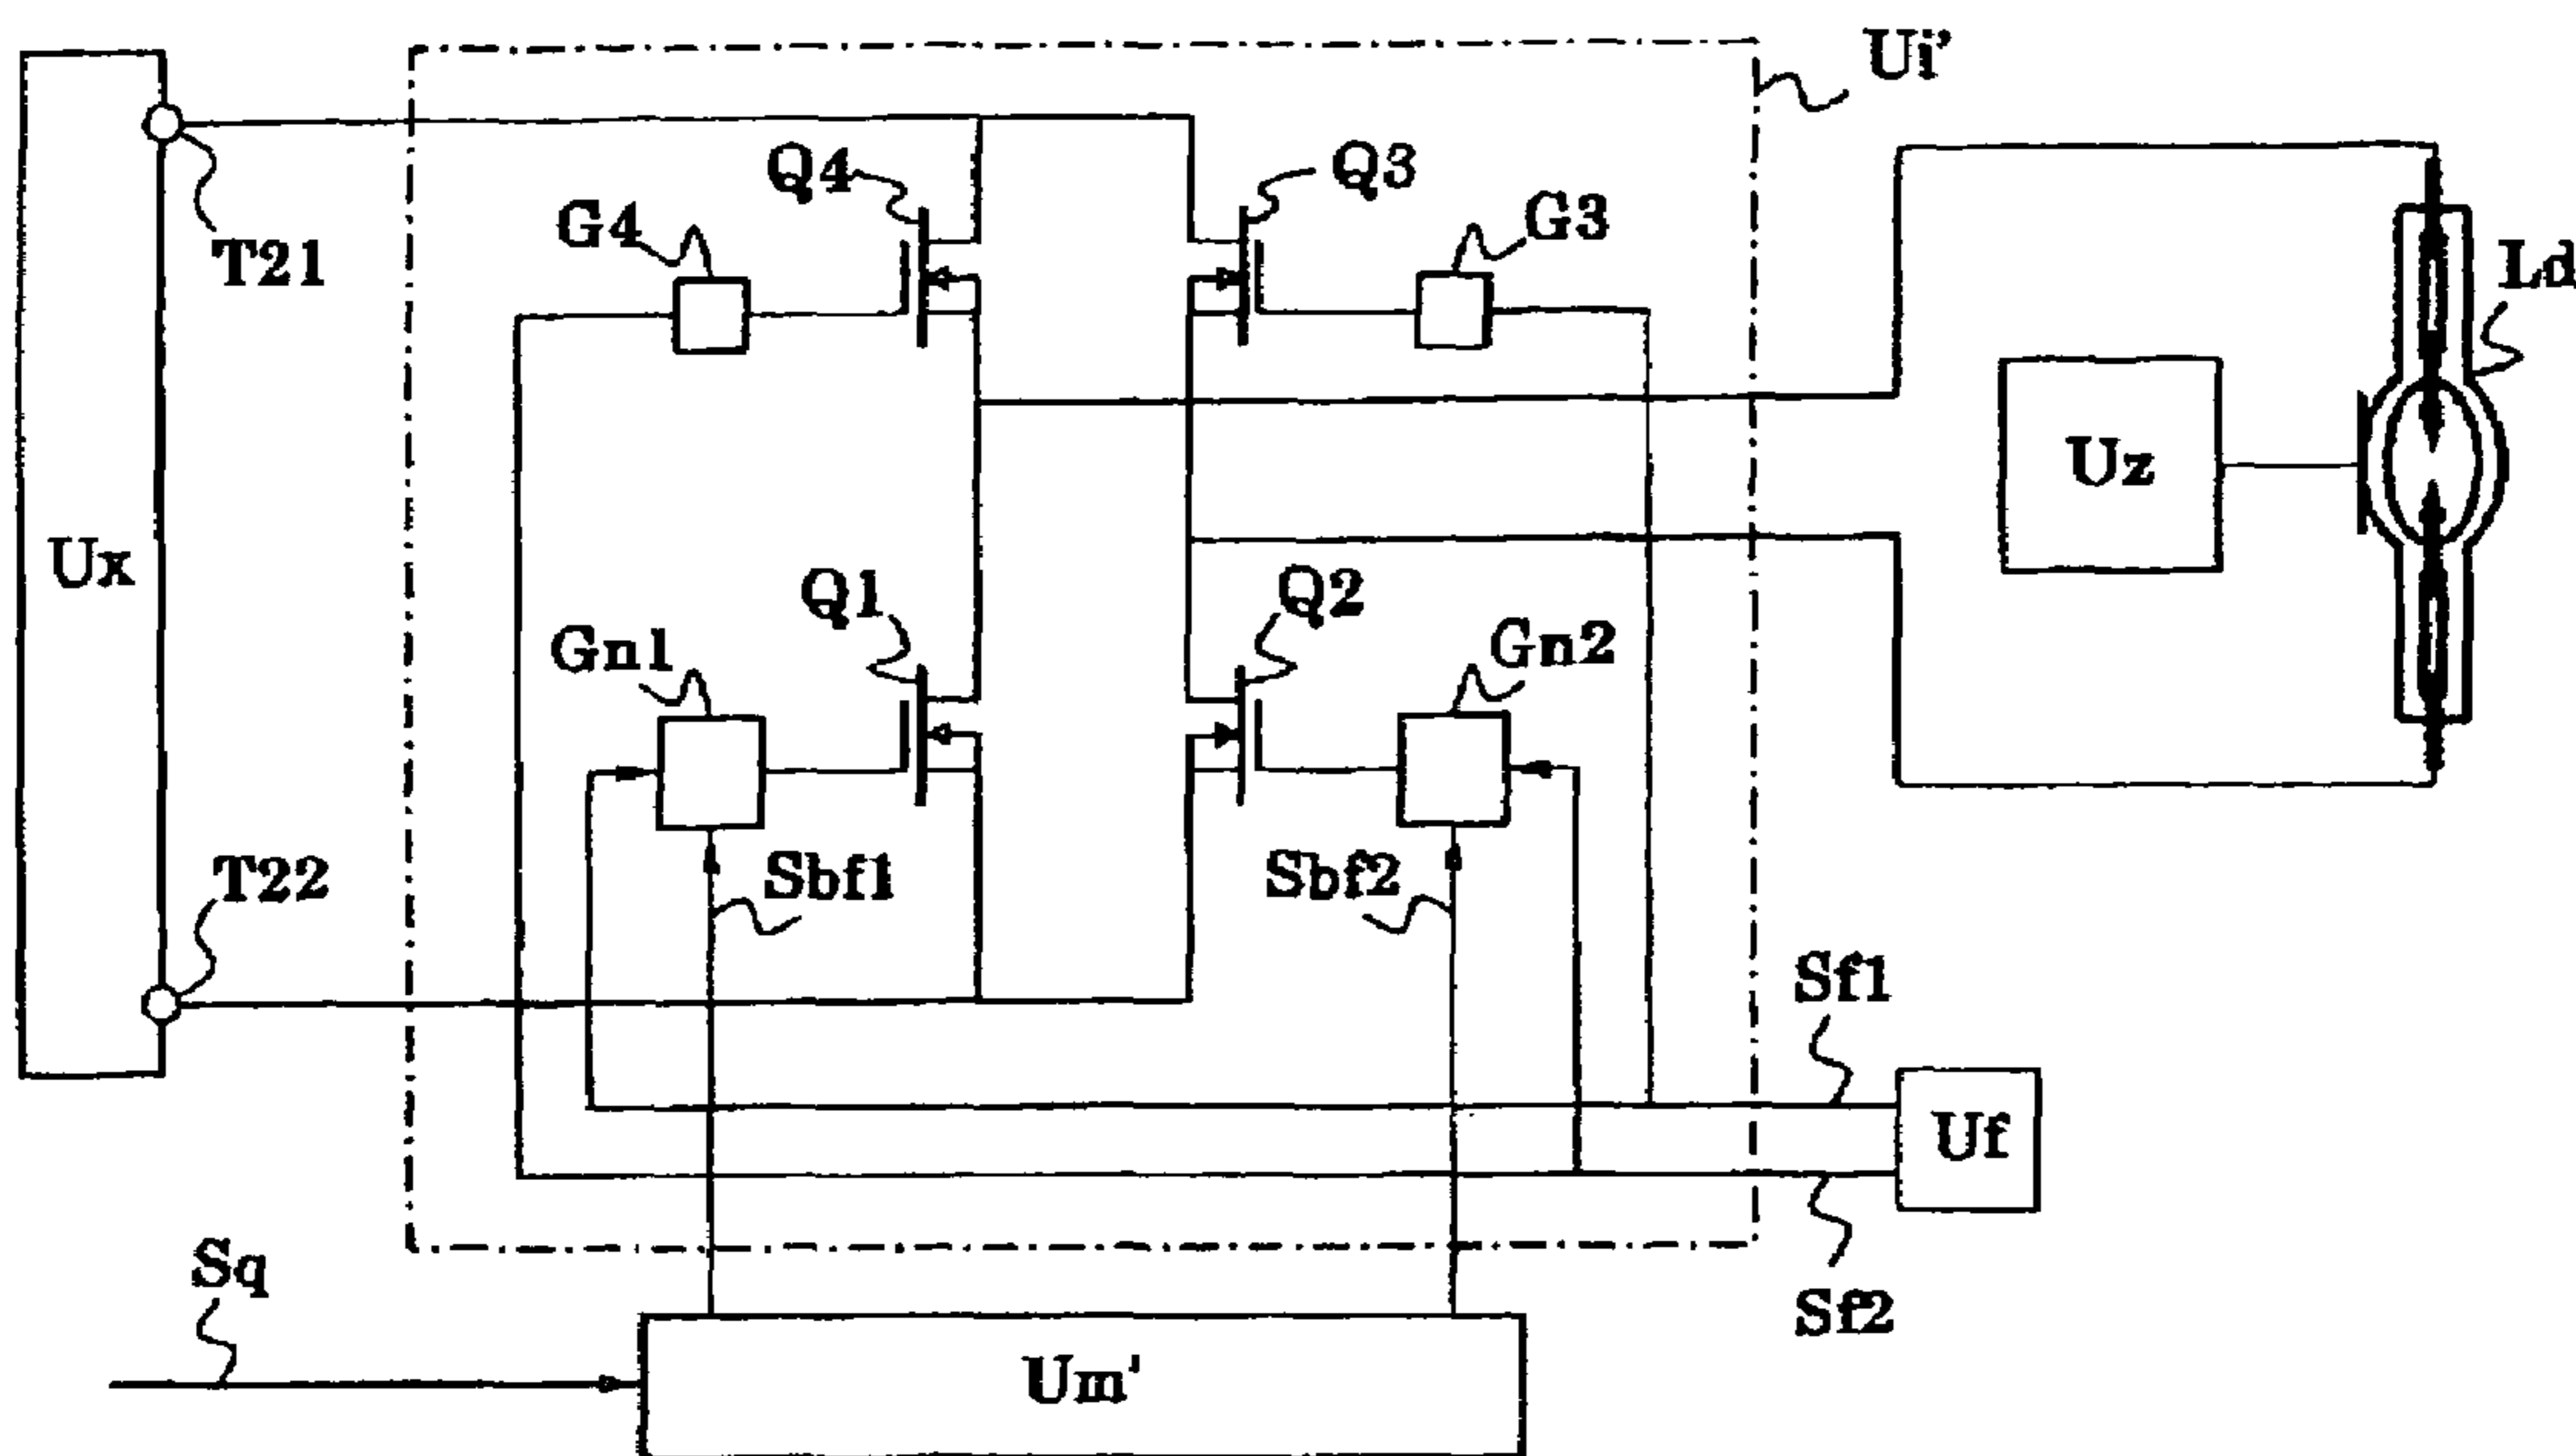 Ui'
Q4
Q3
G4
G3
T21
Ld
Ux
Uz
Q1
Q2
Gn1
Gn2
T22
Sbf1
Sbf2
Sf1
Uf
Sq
Sf2
Um'